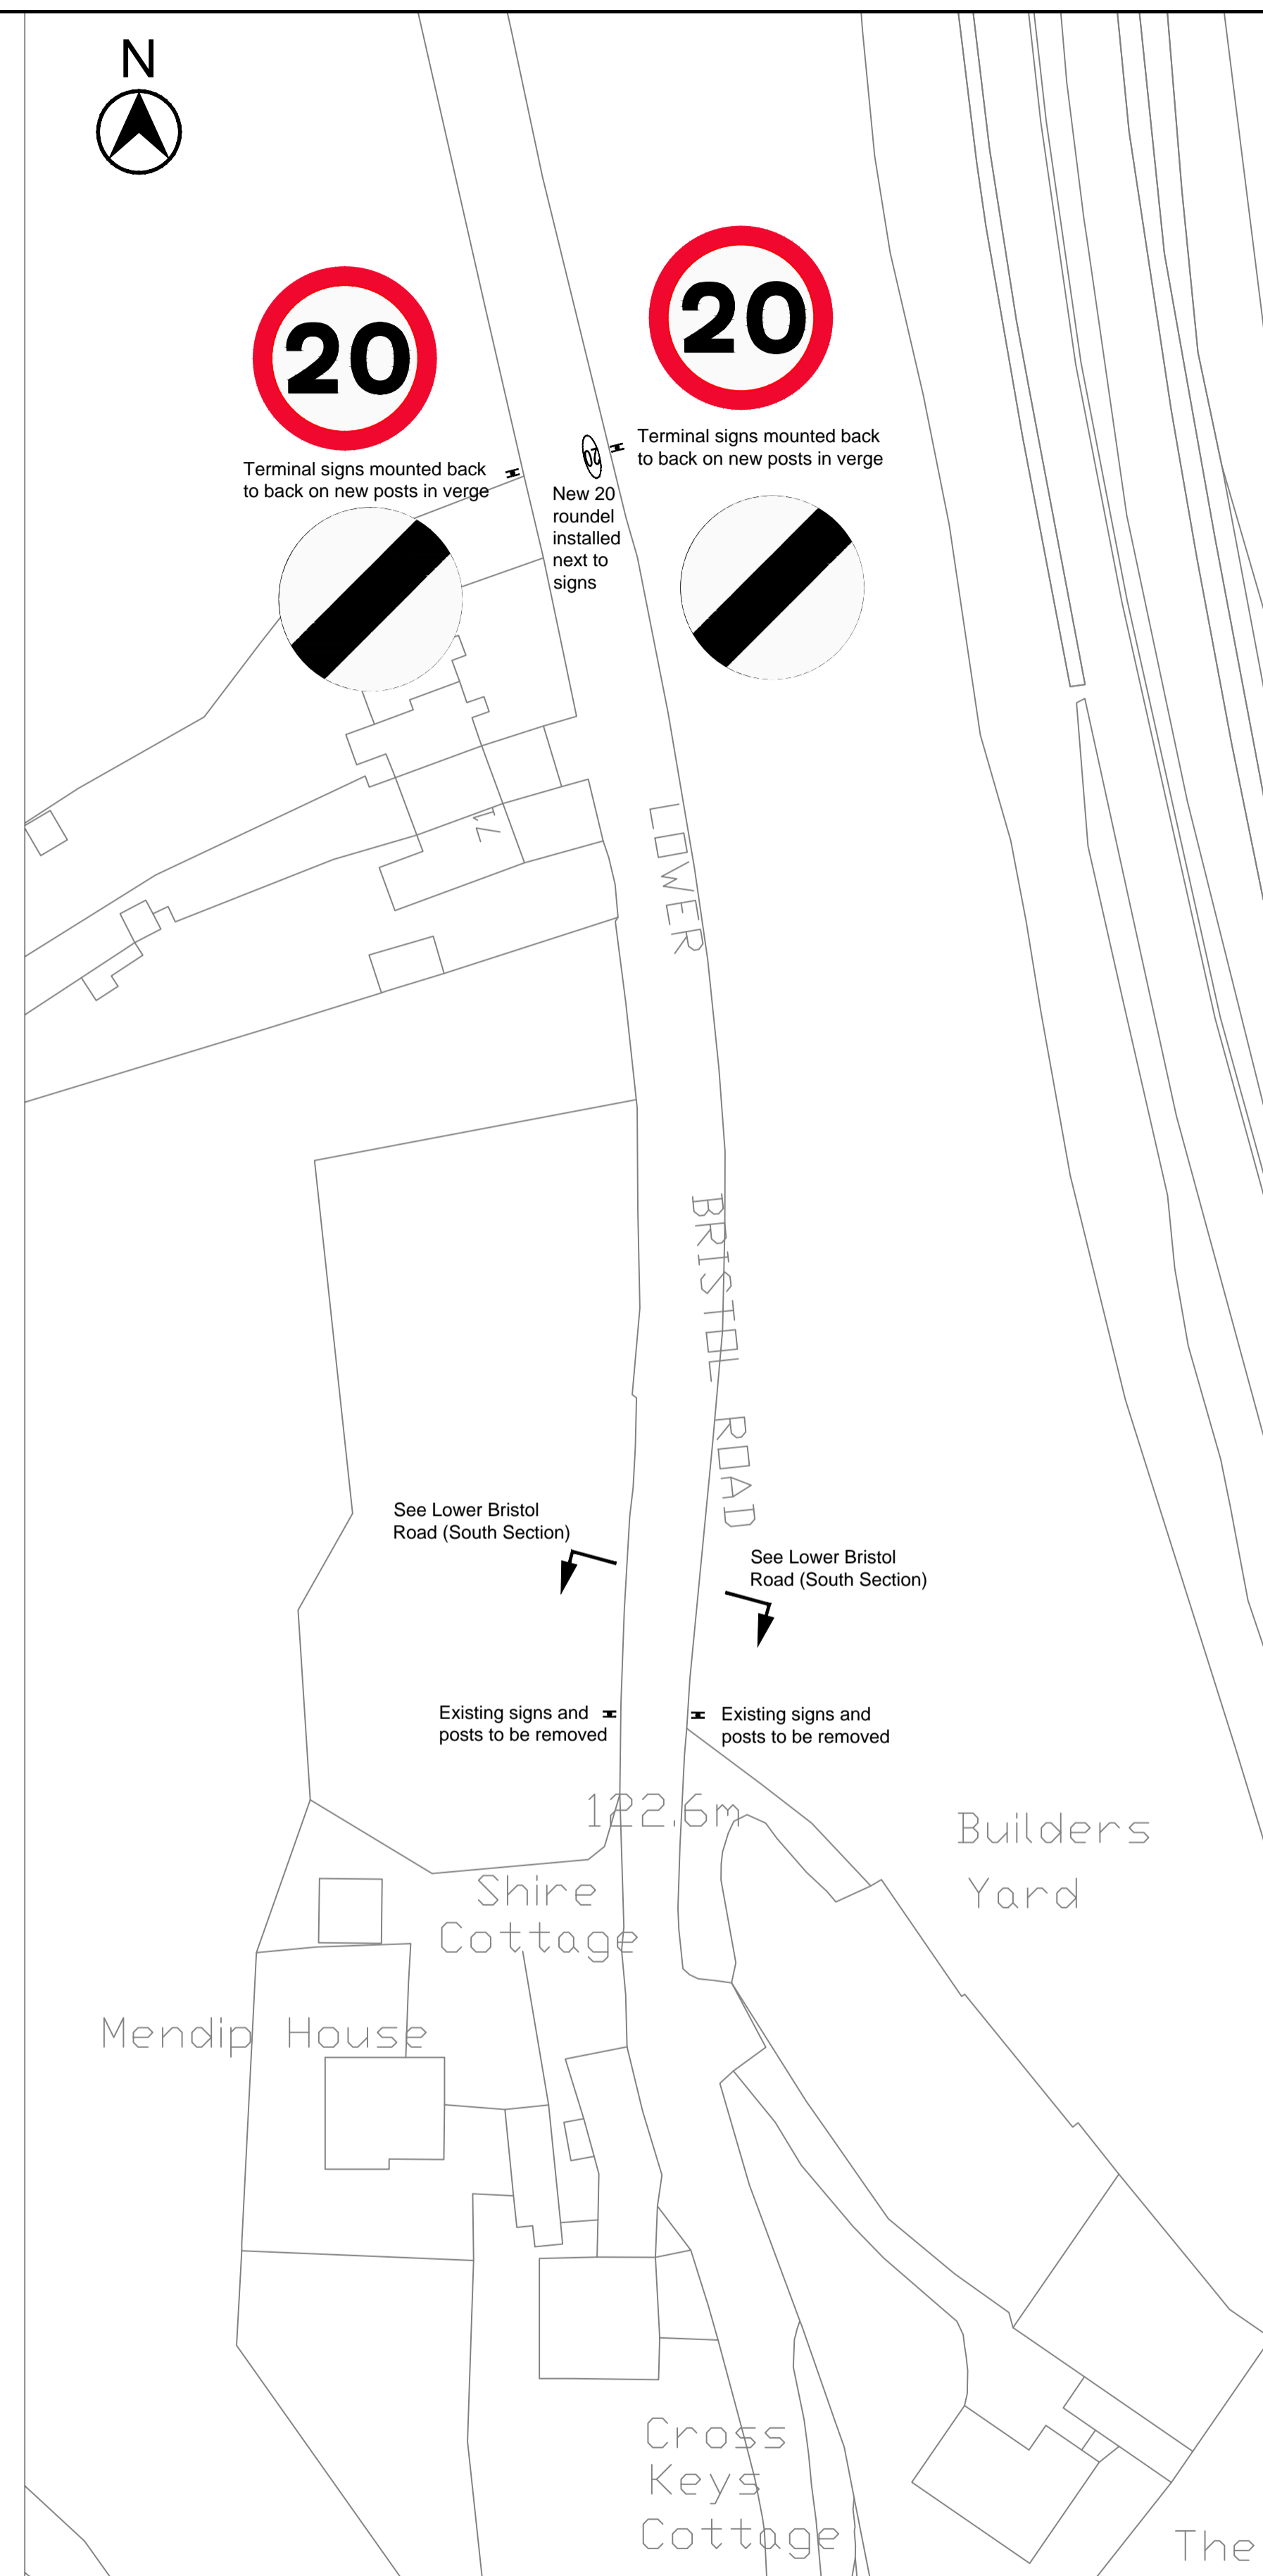 N
20
20
Terminal signs mounted back
to back on new posts in verge
Terminal signs mounted back
to back on new posts in verge
20
New 20
roundel
installed
next to
signs
17
LOWER
BRISTOL ROAD
See Lower Bristol
Road (South Section)
See Lower Bristol
Road (South Section)
Existing signs and
posts to be removed
Existing signs and
posts to be removed
122.6m
Builders
Yard
Shire
Cottage
Mendip House
Cross
Keys
Cottage
The